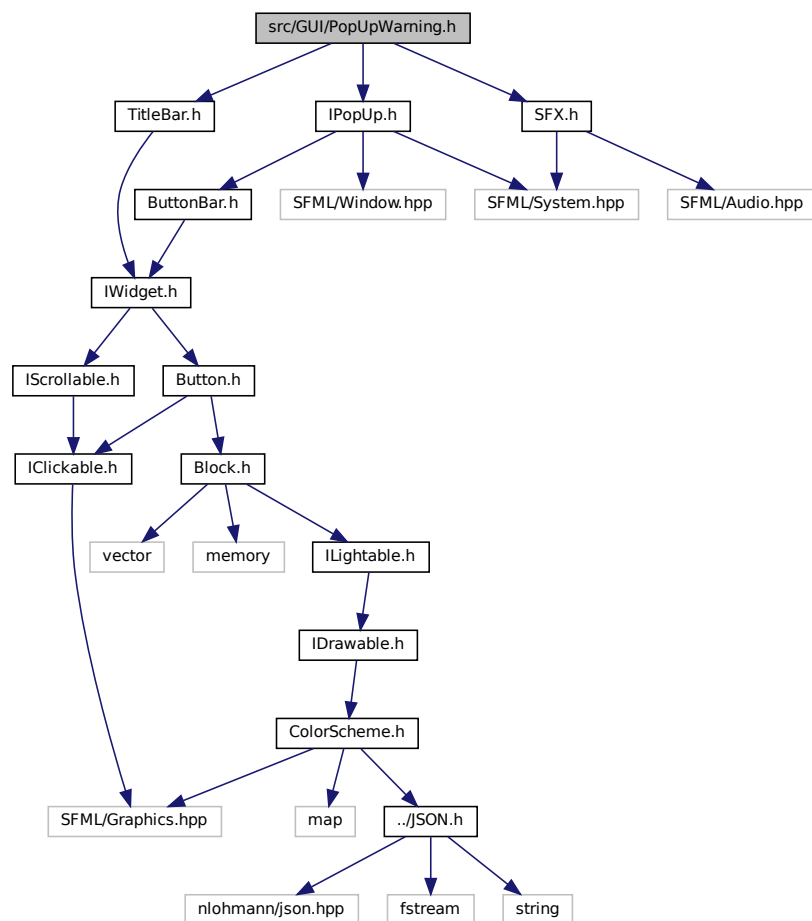 src/GUI/PopUpWarning.h
TitleBar.h
IPopUp.h
SFX.h
ButtonBar.h
SFML/Window.hpp
SFML/System.hpp
SFML/Audio.hpp
IWidget.h
IScrollable.h
Button.h
IClickable.h
Block.h
vector
memory
ILightable.h
IDrawable.h
ColorScheme.h
SFML/Graphics.hpp
map
../JSON.h
nlohmann/json.hpp
fstream
string